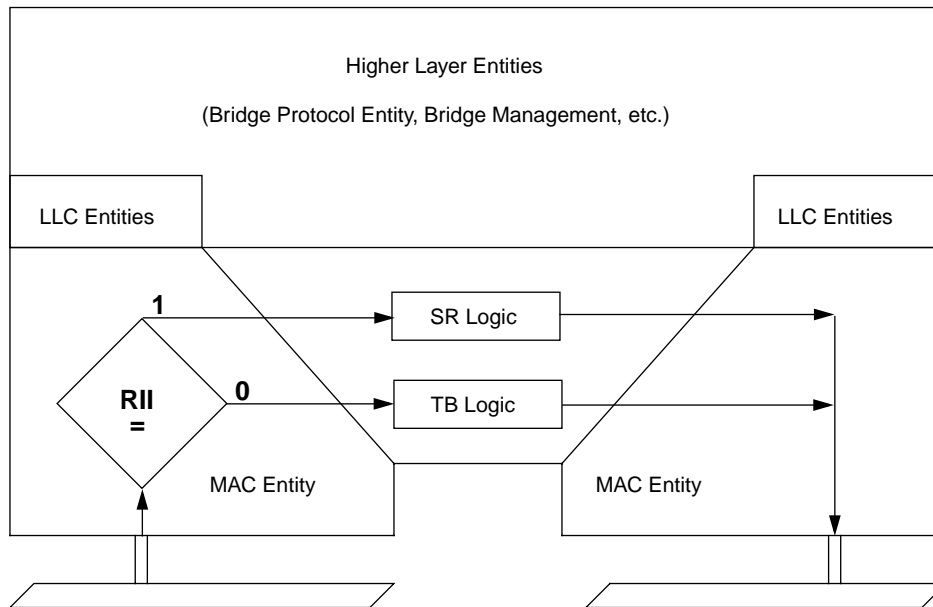 Higher Layer Entities
(Bridge Protocol Entity, Bridge Management, etc.)
LLC Entities
LLC Entities
1
SR Logic
0
TB Logic
RII
=
MAC Entity
MAC Entity